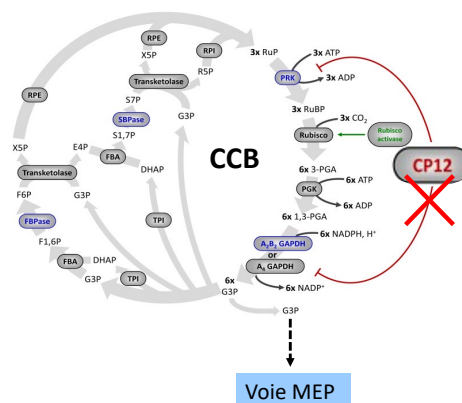 RPE
X5P
RPI
R5P
Transketolase
S7P
G3P
SBPase
S1,7P
FBA
E4P
DHAP
RPE
X5P
Transketolase
F6P
G3P
FBPase
F1,6P
FBA
DHAP
G3P
TPI
TPI
CCB
3x RuP
3x ATP
PRK
3x ADP
3x RuBP
3x CO₂
Rubisco
Rubisco
activase
CP12
6x 3-PGA
6x ATP
PGK
6x ADP
6x 1,3-PGA
6x NADPH, H⁺
A₂B₂ GAPDH
or
A₄ GAPDH
6x NADP⁺
6x
G3P
G3P
Voie MEP